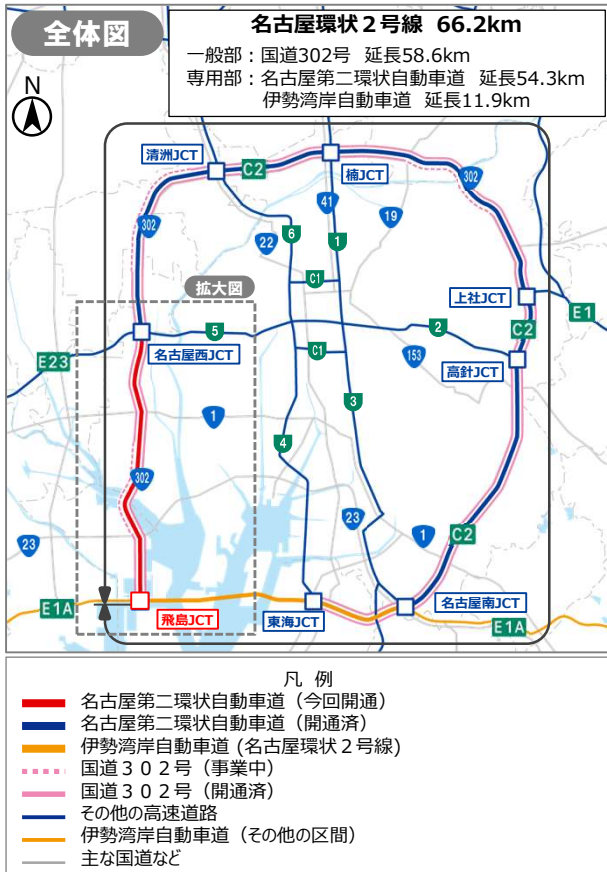 全体図
名古屋環状２号線 66.2km
一般部：国道302号 延長58.6km
専用部：名古屋第二環状自動車道 延長54.3km
伊勢湾岸自動車道 延長11.9km
N
清洲JCT
C2
楠JCT
302
41
19
302
22
6
1
拡大図
C1
上社JCT
E1
C2
5
2
名古屋西JCT
C1
153
高針JCT
E23
1
3
4
302
23
1
C2
23
E1A
飛島JCT
東海JCT
名古屋南JCT
E1A
凡 例
名古屋第二環状自動車道（今回開通）
名古屋第二環状自動車道（開通済）
伊勢湾岸自動車道 (名古屋環状２号線)
国道３０２号（事業中）
国道３０２号（開通済）
その他の高速道路
伊勢湾岸自動車道（その他の区間）
主な国道など